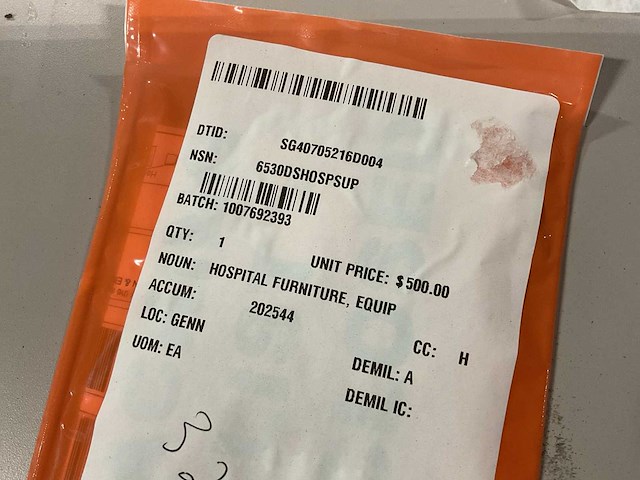 DTID: SG40705216D004
NSN: 6530DSHOSPSUP
BATCH: 1007692393
QTY: 1 UNIT PRICE: $500.00
NOUN: HOSPITAL FURNITURE, EQUIP
ACCUM: 202544
LOC: GENN CC: H
UOM: EA DEMIL: A
DEMIL IC:
3